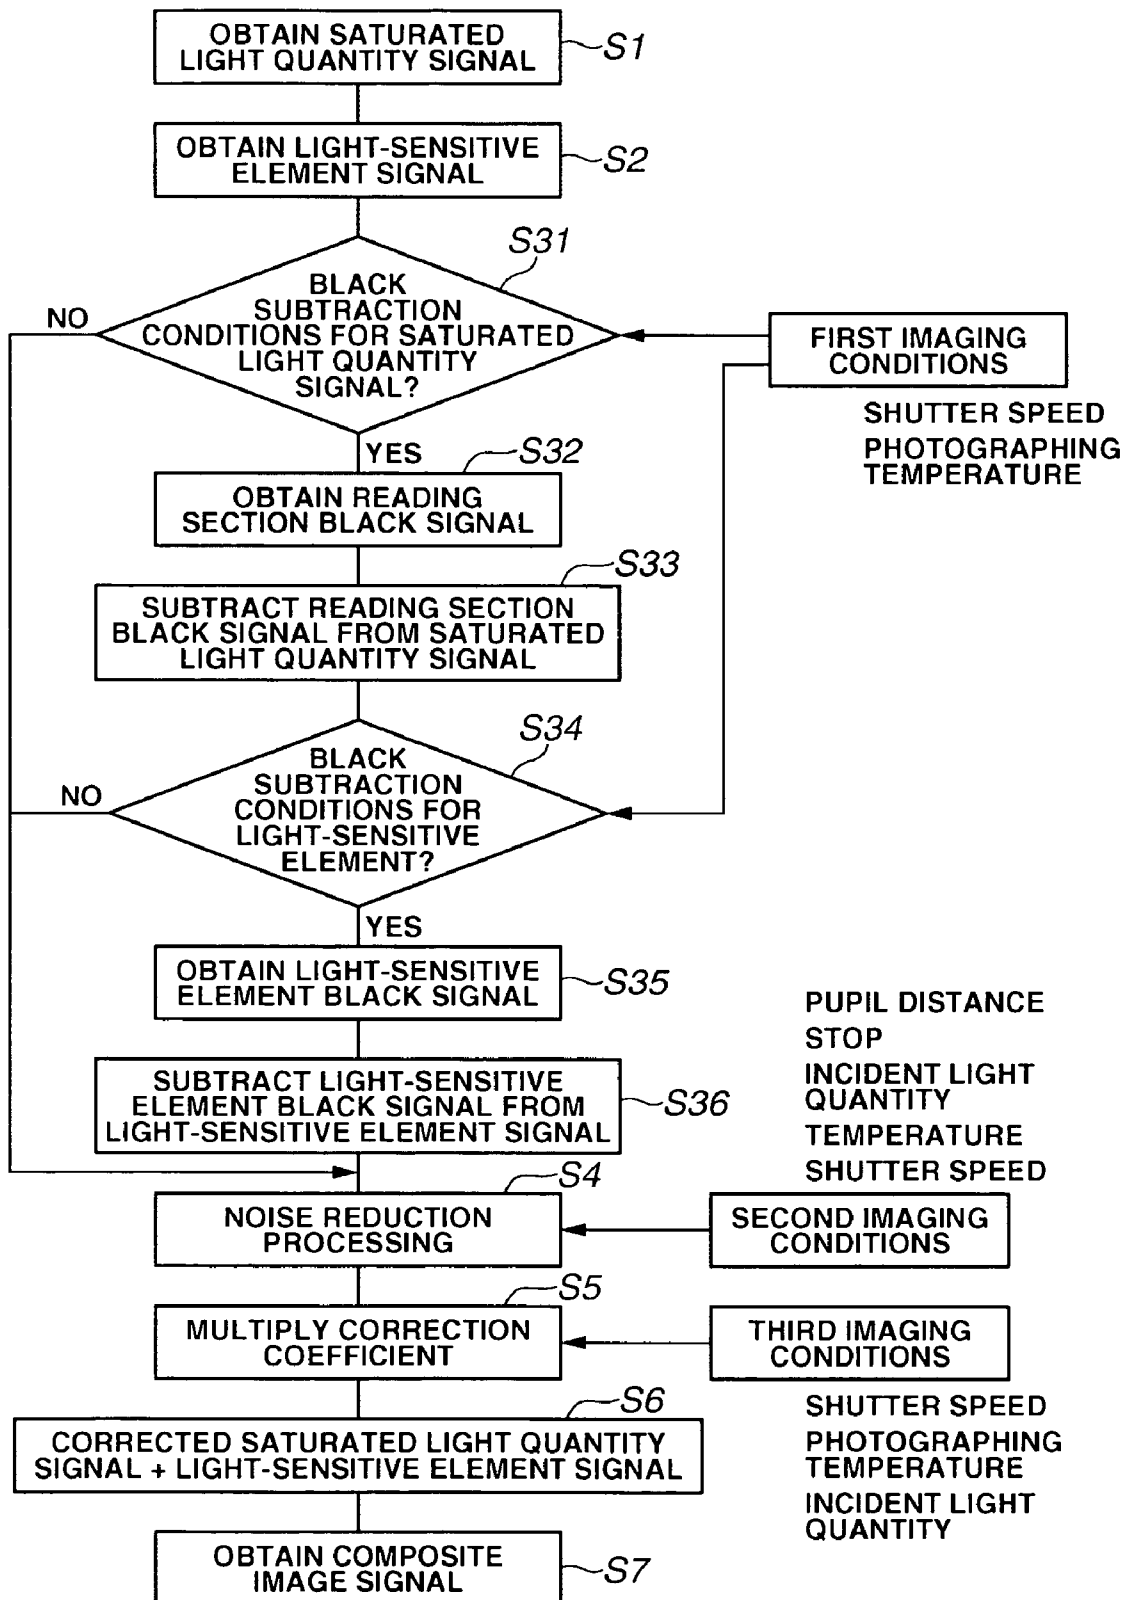 OBTAIN SATURATED
LIGHT QUANTITY SIGNAL
S1
OBTAIN LIGHT-SENSITIVE
ELEMENT SIGNAL
S2
S31
BLACK
SUBTRACTION
CONDITIONS FOR SATURATED
LIGHT QUANTITY
SIGNAL?
NO
YES
FIRST IMAGING
CONDITIONS
SHUTTER SPEED
PHOTOGRAPHING
TEMPERATURE
S32
OBTAIN READING
SECTION BLACK SIGNAL
S33
SUBTRACT READING SECTION
BLACK SIGNAL FROM SATURATED
LIGHT QUANTITY SIGNAL
S34
BLACK
SUBTRACTION
CONDITIONS FOR
LIGHT-SENSITIVE
ELEMENT?
NO
YES
OBTAIN LIGHT-SENSITIVE
ELEMENT BLACK SIGNAL
S35
SUBTRACT LIGHT-SENSITIVE
ELEMENT BLACK SIGNAL FROM
LIGHT-SENSITIVE ELEMENT SIGNAL
S36
PUPIL DISTANCE
STOP
INCIDENT LIGHT
QUANTITY
TEMPERATURE
SHUTTER SPEED
S4
NOISE REDUCTION
PROCESSING
SECOND IMAGING
CONDITIONS
S5
MULTIPLY CORRECTION
COEFFICIENT
THIRD IMAGING
CONDITIONS
SHUTTER SPEED
PHOTOGRAPHING
TEMPERATURE
INCIDENT LIGHT
QUANTITY
S6
CORRECTED SATURATED LIGHT QUANTITY
SIGNAL + LIGHT-SENSITIVE ELEMENT SIGNAL
OBTAIN COMPOSITE
IMAGE SIGNAL
S7